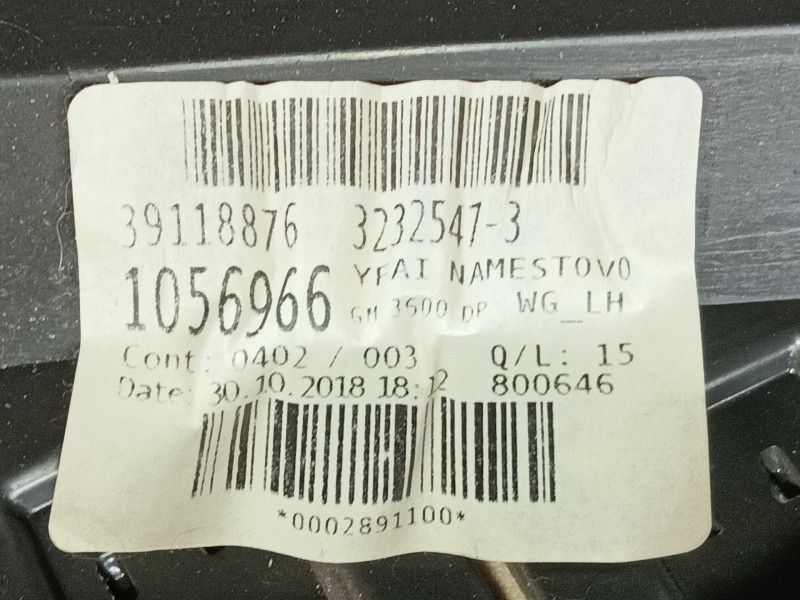 39118876 3232547-3
1056966 YFAI NAMESTOVO
GM 3500 DP WG_LH
Cont: 0402 / 003 Q/L: 15
Date: 30.10.2018 18:12 800646
*0002891100*